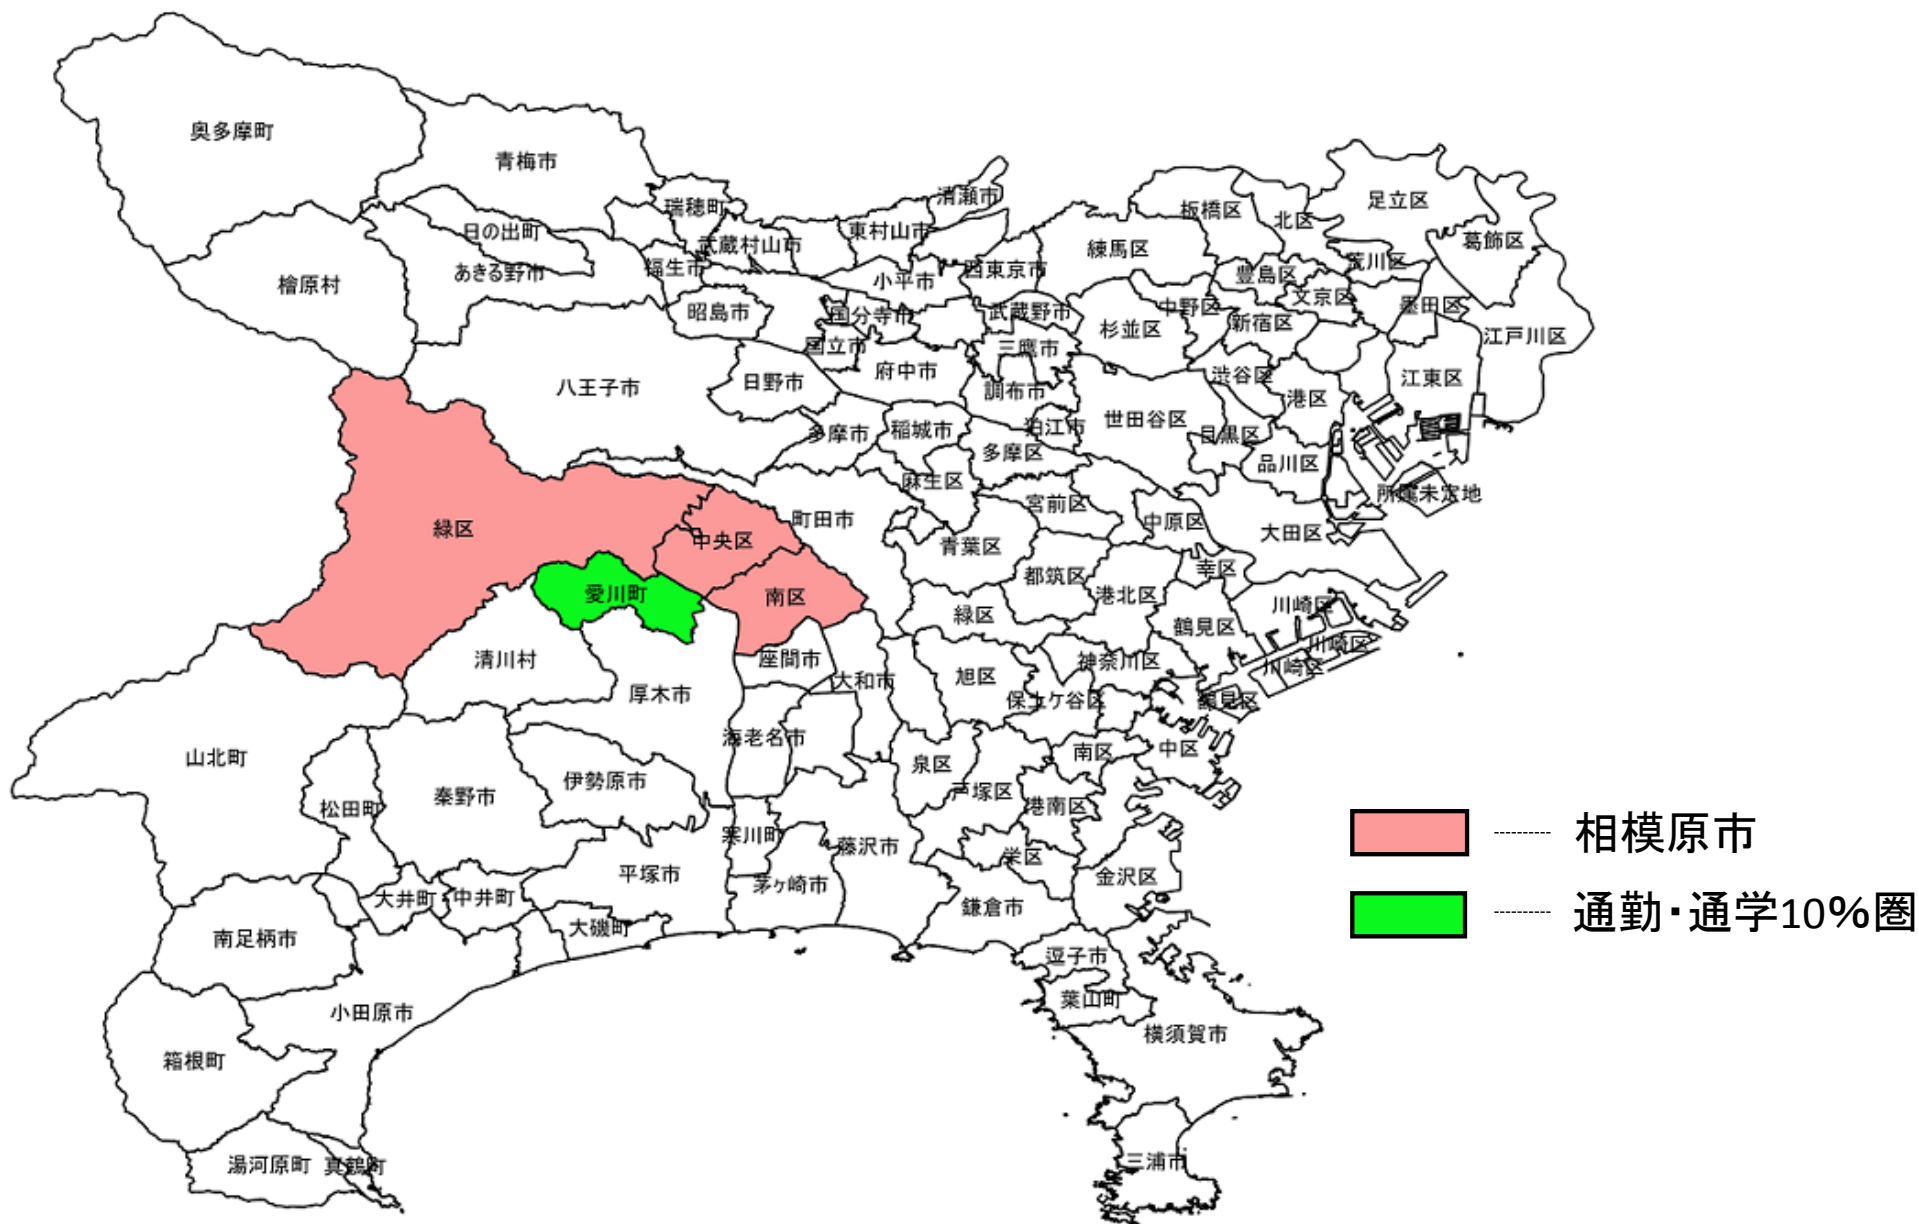 奥多摩町
青梅市
瑞穂町
清瀬市
板橋区
北区
足立区
日の出町
武蔵村山市
東村山市
練馬区
葛飾区
檜原村
あきる野市
福生市
小平市
西東京市
豊島区
荒川区
文京区
墨田区
昭島市
国分寺市
武蔵野市
杉並区
中野区
新宿区
江戸川区
国立市
三鷹市
八王子市
日野市
府中市
調布市
渋谷区
港区
江東区
多摩市
稲城市
狛江市
世田谷区
目黒区
多摩区
品川区
麻生区
宮前区
所属未定地
緑区
中央区
町田市
青葉区
中原区
大田区
愛川町
南区
都筑区
港北区
幸区
緑区
鶴見区
川崎区
川崎区
川崎区
清川村
座間市
大和市
旭区
神奈川区
厚木市
保土ケ谷区
鶴見区
山北町
海老名市
泉区
南区
中区
松田町
秦野市
伊勢原市
戸塚区
港南区
相模原市
寒川町
藤沢市
栄区
平塚市
茅ヶ崎市
金沢区
大井町
中井町
鎌倉市
通勤・通学10%圏
南足柄市
大磯町
逗子市
葉山町
小田原市
横須賀市
箱根町
湯河原町
真鶴町
三浦市